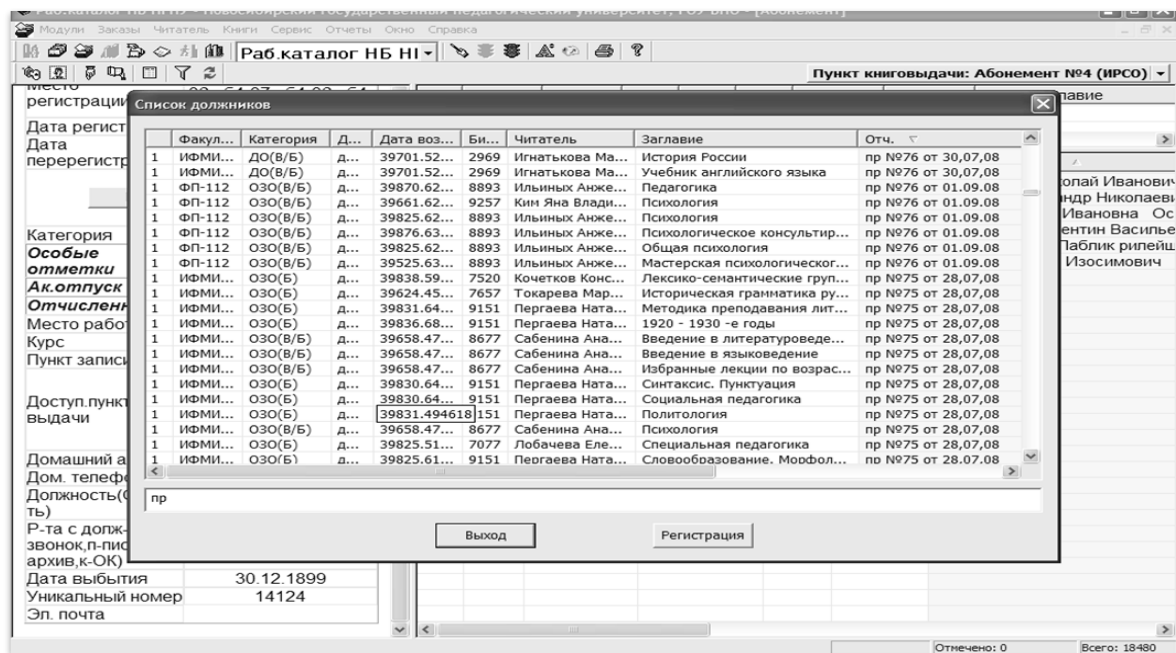 Раб.каталог НБ НГПУ - Новосибирский государственный педагогический университет, ГОУ ВПО - [Абонемент]
Модули Заказы Читатель Книги Сервис Отчеты Окно Справка
Раб.каталог НБ НІ
Пункт книговыдачи: Абонемент №4 (ИРСО)
Место
регистрации
Список должников
лавие
Дата регист
Дата
перерегистр
Факул... Категория Д... Дата воз... Би... Читатель Заглавие Отч.
1 ИФМИ... ДО(В/Б) д... 39701.52... 2969 Игнатькова Ма... История России пр №76 от 30,07,08
1 ИФМИ... ДО(В/Б) д... 39701.52... 2969 Игнатькова Ма... Учебник английского языка пр №76 от 30,07,08
1 ФП-112 ОЗО(В/Б) д... 39870.62... 8893 Ильиных Анже... Педагогика пр №76 от 01.09.08
1 ФП-112 ОЗО(В/Б) д... 39661.62... 9257 Ким Яна Влади... Психология пр №76 от 01.09.08
1 ФП-112 ОЗО(В/Б) д... 39825.62... 8893 Ильиных Анже... Психология пр №76 от 01.09.08
1 ФП-112 ОЗО(В/Б) д... 39876.63... 8893 Ильиных Анже... Психологическое консультир... пр №76 от 01.09.08
1 ФП-112 ОЗО(В/Б) д... 39825.62... 8893 Ильиных Анже... Общая психология пр №76 от 01.09.08
1 ФП-112 ОЗО(В/Б) д... 39525.63... 8893 Ильиных Анже... Мастерская психологическог... пр №76 от 01.09.08
1 ИФМИ... ОЗО(Б) д... 39838.59... 7520 Кочетков Конс... Лексико-семантические груп... пр №75 от 28,07,08
1 ИФМИ... ОЗО(Б) д... 39624.45... 7657 Токарева Мар... Историческая грамматика ру... пр №75 от 28,07,08
1 ИФМИ... ОЗО(Б) д... 39831.64... 9151 Пергаева Ната... Методика преподавания лит... пр №75 от 28,07,08
1 ИФМИ... ОЗО(Б) д... 39836.68... 9151 Пергаева Ната... 1920 - 1930 -е годы пр №75 от 28,07,08
1 ИФМИ... ОЗО(В/Б) д... 39658.47... 8677 Сабенина Ана... Введение в литературоведе... пр №75 от 28,07,08
1 ИФМИ... ОЗО(В/Б) д... 39658.47... 8677 Сабенина Ана... Введение в языковедение пр №75 от 28,07,08
1 ИФМИ... ОЗО(В/Б) д... 39658.47... 8677 Сабенина Ана... Избранные лекции по возрас... пр №75 от 28,07,08
1 ИФМИ... ОЗО(Б) д... 39830.64... 9151 Пергаева Ната... Синтаксис. Пунктуация пр №75 от 28,07,08
1 ИФМИ... ОЗО(Б) д... 39830.64... 9151 Пергаева Ната... Социальная педагогика пр №75 от 28,07,08
1 ИФМИ... ОЗО(Б) д... 39831.494618 151 Пергаева Ната... Политология пр №75 от 28,07,08
1 ИФМИ... ОЗО(В/Б) д... 39658.47... 8677 Сабенина Ана... Психология пр №75 от 28,07,08
1 ИФМИ... ОЗО(Б) д... 39825.51... 7077 Лобачева Еле... Специальная педагогика пр №75 от 28,07,08
1 ИФМИ... ОЗО(Б) д... 39825.61... 9151 Пергаева Ната... Словообразование. Морфол... пр №75 от 28.07.08
пр
Выход Регистрация
Категория
Особые
отметки
Ак.отпуск
Отчисленн
Место рабо
Курс
Пункт записи
Доступ.пункт
выдачи
Домашний а
Дом. телефо
Должность(
ть)
Р-та с долж-
звонок,п-пис
архив,к-ОК)
Дата выбытия 30.12.1899
Уникальный номер 14124
Эл. почта
олай Иванович
ндр Николаеви
Ивановна Ос
ентин Василье
Паблик рилейш
Изосимович
Отмечено: 0 Всего: 18480